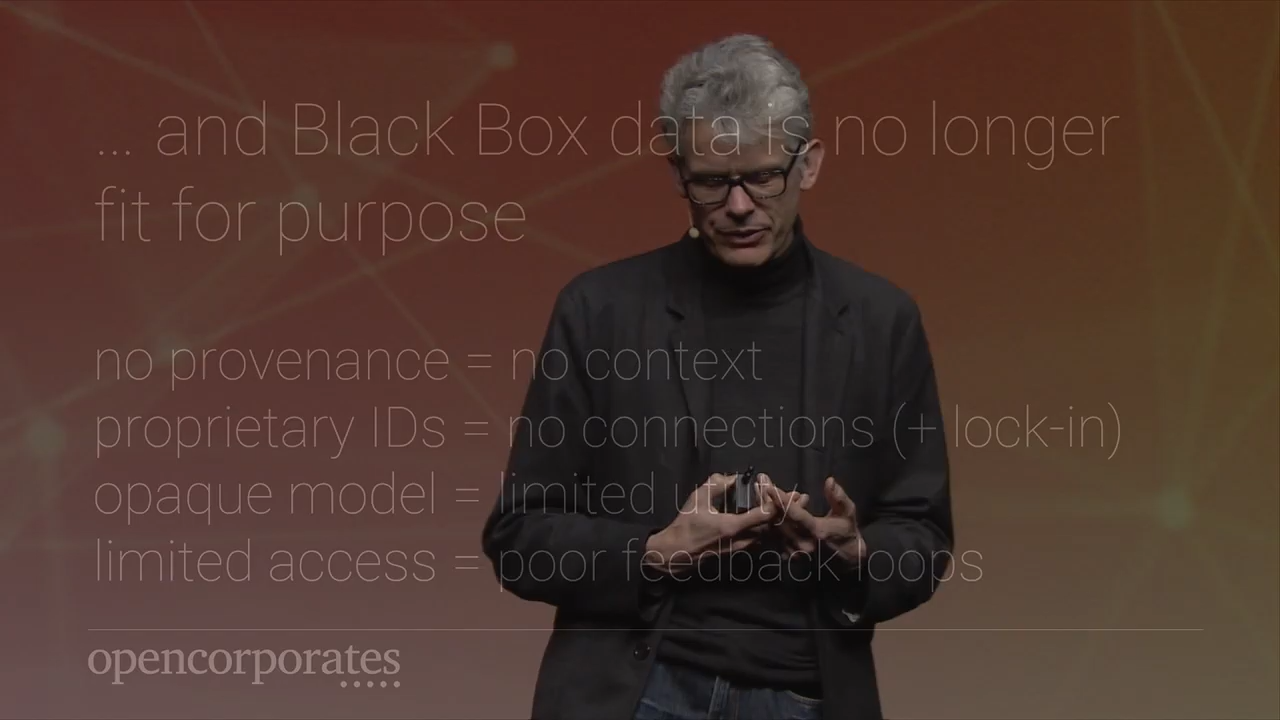 ... and Black Box data is no longer
fit for purpose
no provenance = no context
proprietary IDs = no connections (+ lock-in)
opaque model = limited utility
limited access = poor feedback loops
opencorporates